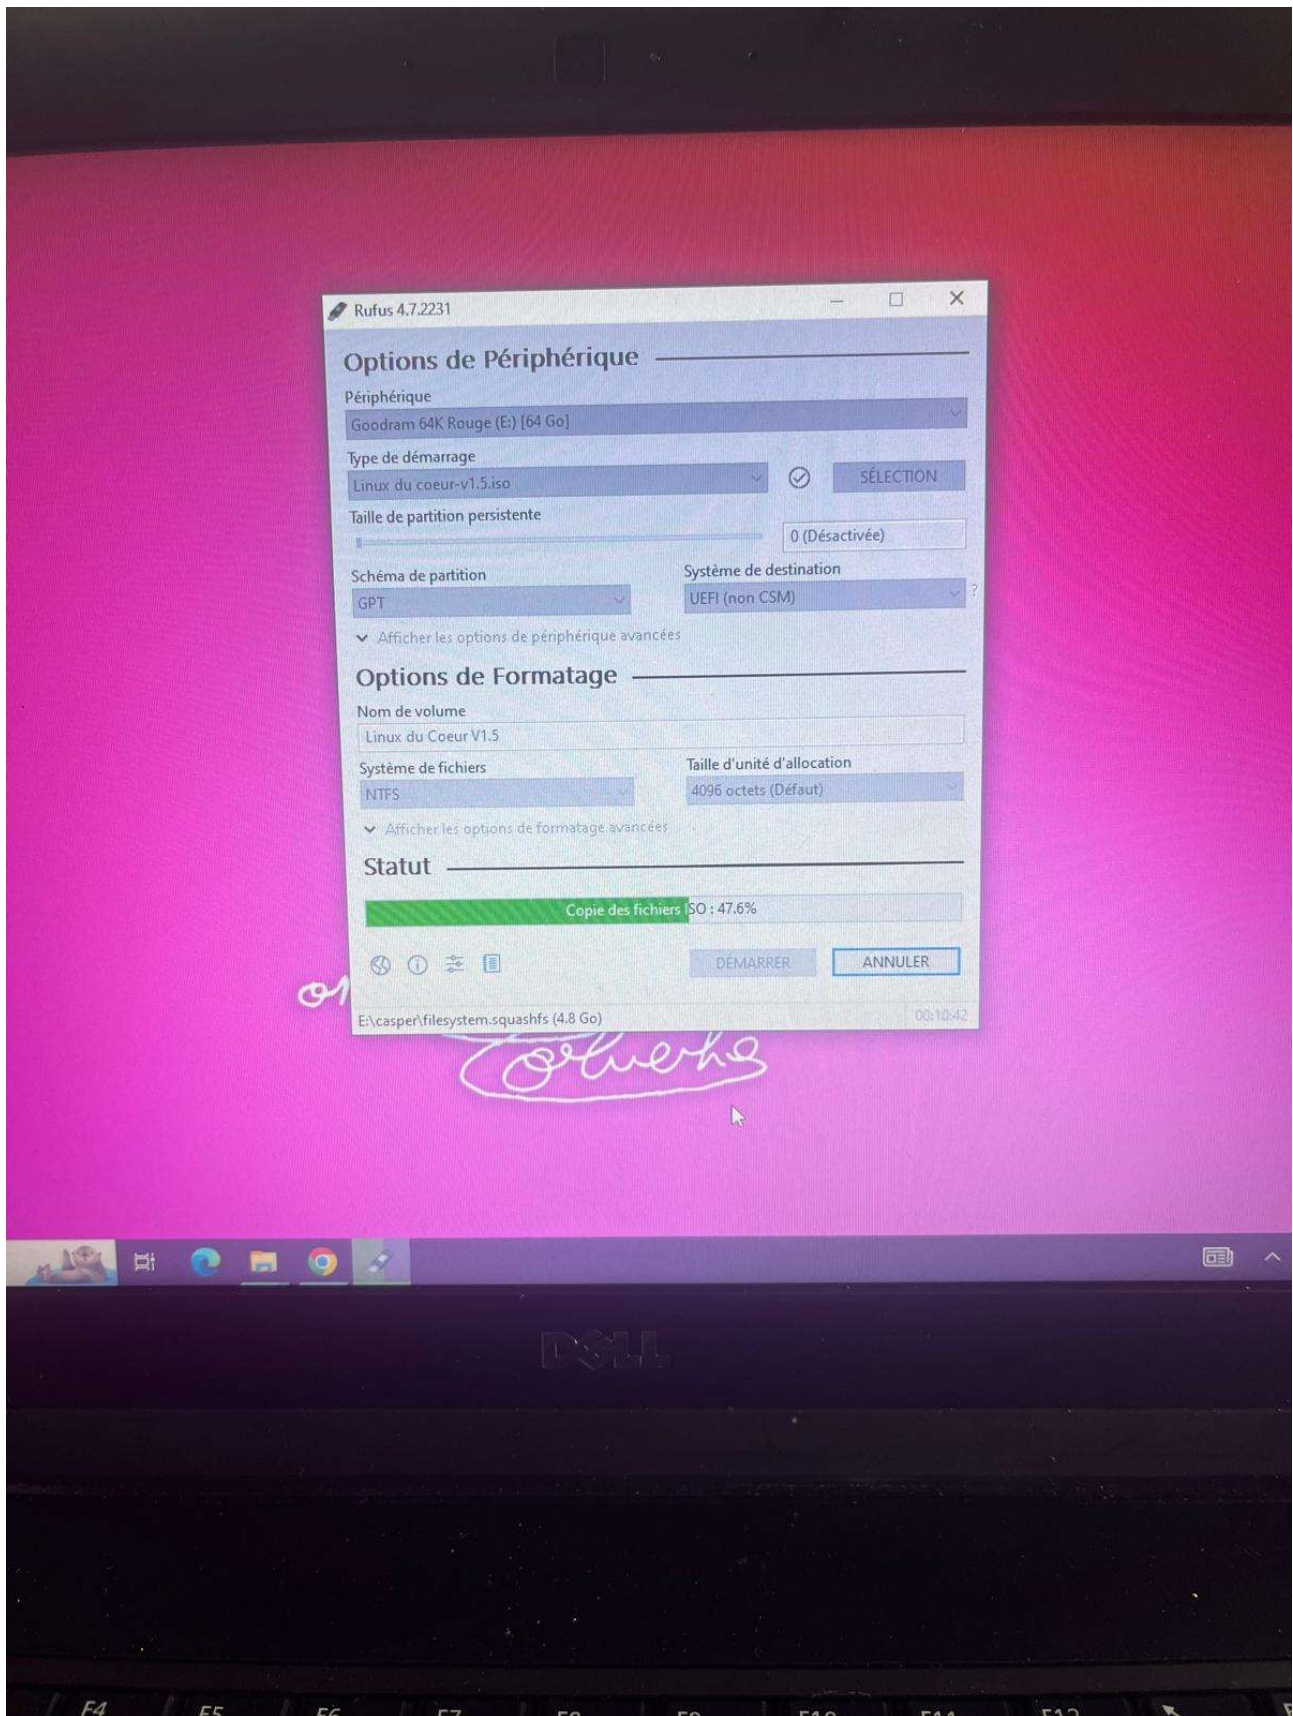 Rufus 4.7.2231
Options de Périphérique
Périphérique
Goodram 64K Rouge (E:) [64 Go]
Type de démarrage
Linux du coeur-v1.5.iso
SÉLECTION
Taille de partition persistente
0 (Désactivée)
Schéma de partition
Système de destination
GPT
UEFI (non CSM)
?
Afficher les options de périphérique avancées
Options de Formatage
Nom de volume
Linux du Coeur V1.5
Système de fichiers
Taille d'unité d'allocation
NTFS
4096 octets (Défaut)
Afficher les options de formatage avancées
Statut
Copie des fichiers ISO : 47.6%
DÉMARRER
ANNULER
E:\casper\filesystem.squashfs (4.8 Go)
00:10:42
DELL
F4 F5 F6 F7 F8 F9 F10 F11 F12